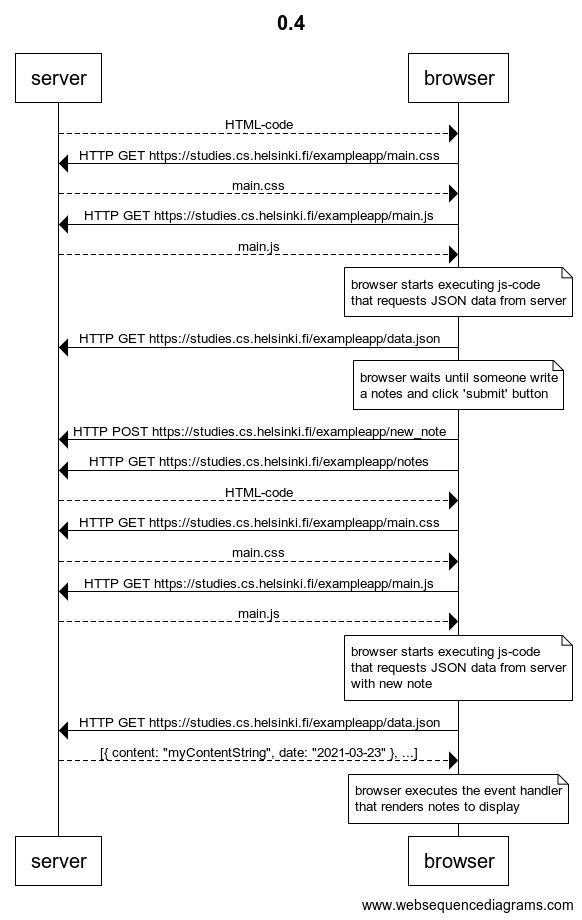 0.4
server
browser
HTML-code
HTTP GET https://studies.cs.helsinki.fi/exampleapp/main.css
main.css
HTTP GET https://studies.cs.helsinki.fi/exampleapp/main.js
main.js
browser starts executing js-code
that requests JSON data from server
HTTP GET https://studies.cs.helsinki.fi/exampleapp/data.json
browser waits until someone write
a notes and click 'submit' button
HTTP POST https://studies.cs.helsinki.fi/exampleapp/new_note
HTTP GET https://studies.cs.helsinki.fi/exampleapp/notes
HTML-code
HTTP GET https://studies.cs.helsinki.fi/exampleapp/main.css
main.css
HTTP GET https://studies.cs.helsinki.fi/exampleapp/main.js
main.js
browser starts executing js-code
that requests JSON data from server
with new note
HTTP GET https://studies.cs.helsinki.fi/exampleapp/data.json
[{ content: "myContentString", date: "2021-03-23" }, ...]
browser executes the event handler
that renders notes to display
server
browser
www.websequencediagrams.com